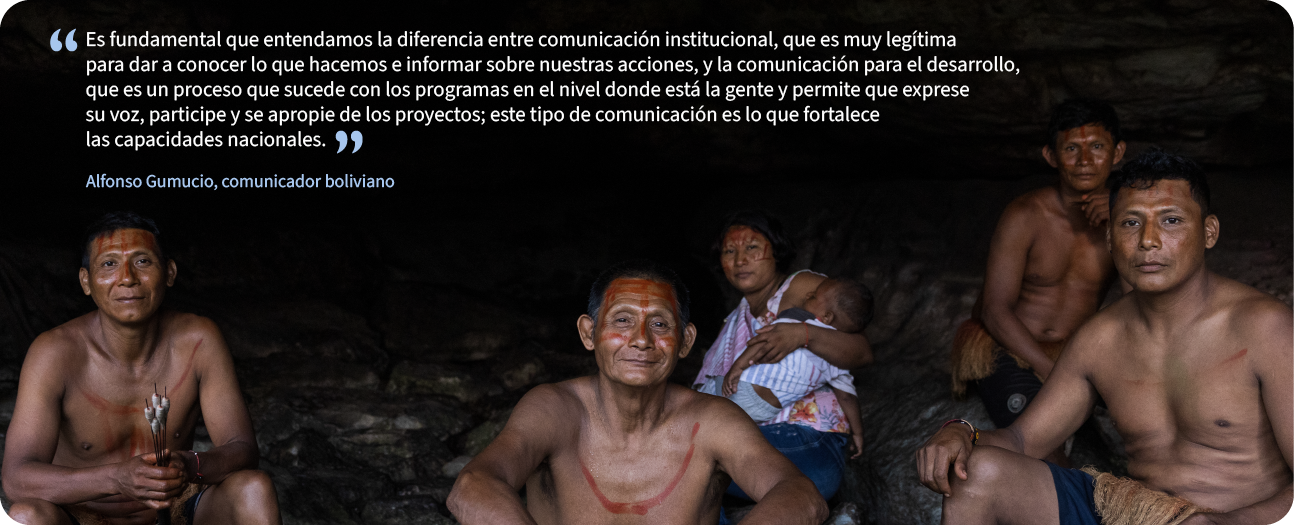 “ Es fundamental que entendamos la diferencia entre comunicación institucional, que es muy legítima
para dar a conocer lo que hacemos e informar sobre nuestras acciones, y la comunicación para el desarrollo,
que es un proceso que sucede con los programas en el nivel donde está la gente y permite que exprese
su voz, participe y se apropie de los proyectos; este tipo de comunicación es lo que fortalece
las capacidades nacionales. ”
Alfonso Gumucio, comunicador boliviano